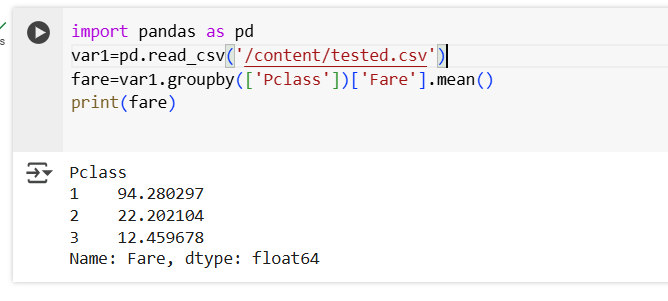 import pandas as pd
var1=pd.read_csv('/content/tested.csv')
fare=var1.groupby(['Pclass'])['Fare'].mean()
print(fare)
Pclass
1    94.280297
2    22.202104
3    12.459678
Name: Fare, dtype: float64